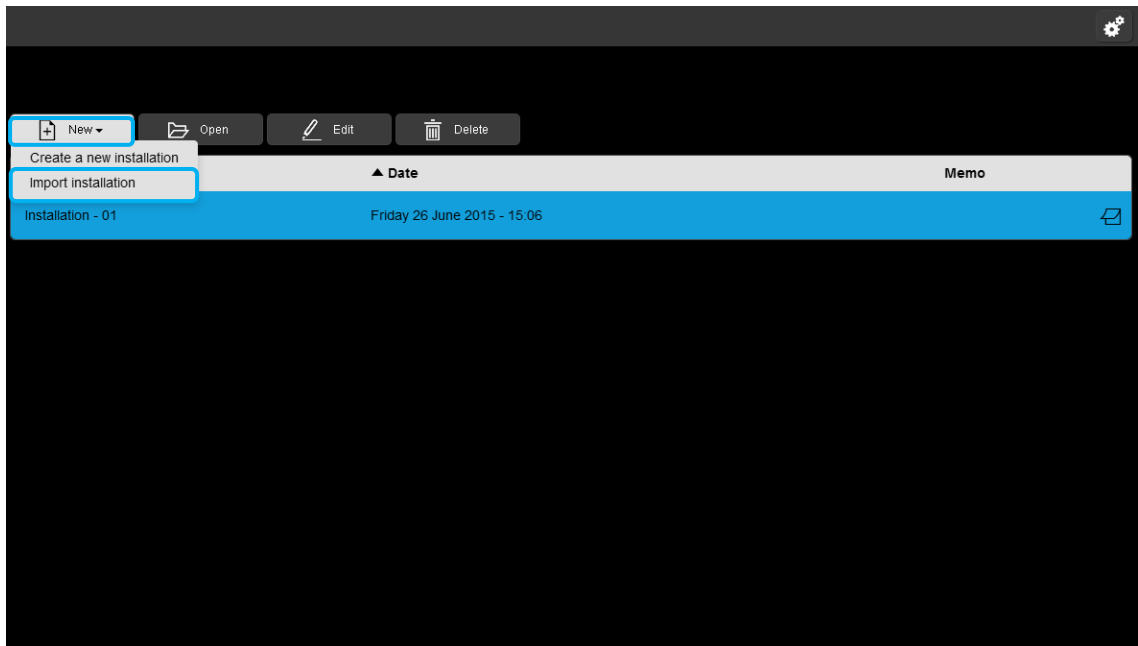 New Open Edit Delete
Create a new installation
Import installation
Date Memo
Installation - 01 Friday 26 June 2015 - 15:06